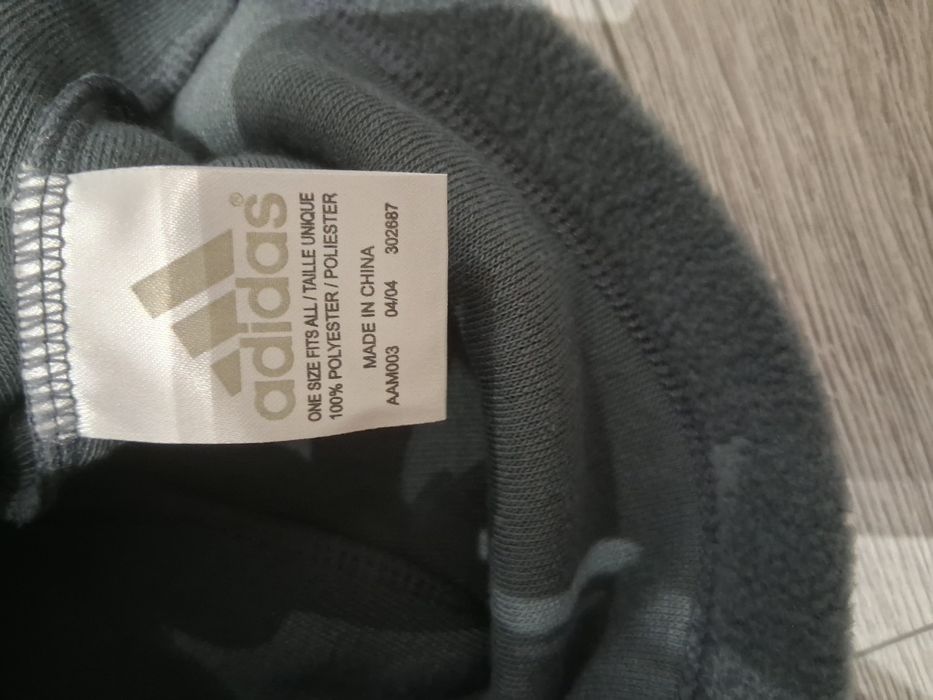 adidas®
ONE SIZE FITS ALL / TAILLE UNIQUE
100% POLYESTER / POLIESTER
MADE IN CHINA
AAM003 04/04 302687